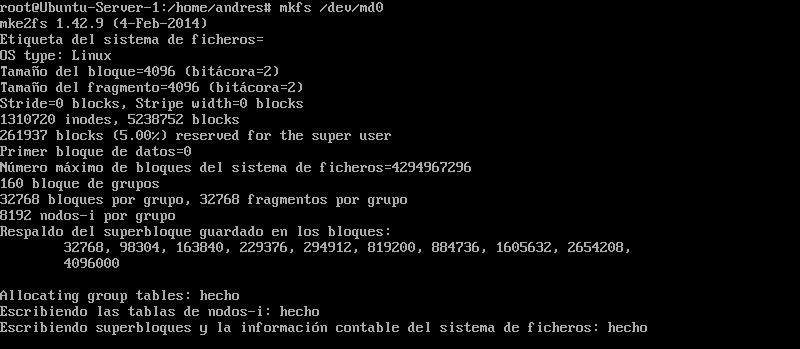 root@Ubuntu-Server-1:/home/andres# mkfs /dev/md0
mke2fs 1.42.9 (4-Feb-2014)
Etiqueta del sistema de ficheros=
OS type: Linux
Tamaño del bloque=4096 (bitácora=2)
Tamaño del fragmento=4096 (bitácora=2)
Stride=0 blocks, Stripe width=0 blocks
1310720 inodes, 5238752 blocks
261937 blocks (5.00%) reserved for the super user
Primer bloque de datos=0
Número máximo de bloques del sistema de ficheros=4294967296
160 bloque de grupos
32768 bloques por grupo, 32768 fragmentos por grupo
8192 nodos-i por grupo
Respaldo del superbloque guardado en los bloques:
32768, 98304, 163840, 229376, 294912, 819200, 884736, 1605632, 2654208,
4096000
Allocating group tables: hecho
Escribiendo las tablas de nodos-i: hecho
Escribiendo superbloques y la información contable del sistema de ficheros: hecho